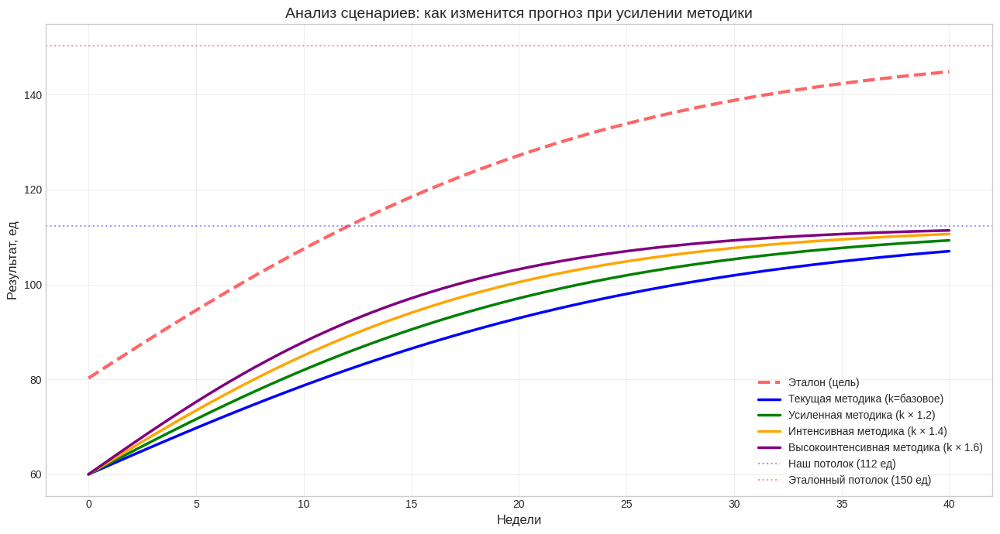 Анализ сценариев: как изменится прогноз при усилении методики
Результат, ед
140
120
100
80
60
Эталон (цель)
Текущая методика (k=базовое)
Усиленная методика (k × 1.2)
Интенсивная методика (k × 1.4)
Высокоинтенсивная методика (k × 1.6)
Наш потолок (112 ед)
Эталонный потолок (150 ед)
0 5 10 15 20 25 30 35 40
Недели